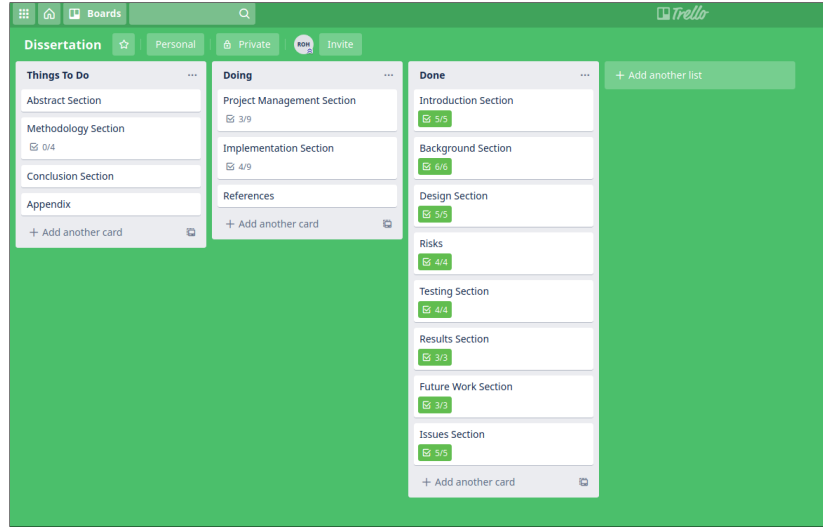 Boards
Trello
Dissertation
Personal
Private
ROH
Invite
Things To Do
Abstract Section
Methodology Section
0/4
Conclusion Section
Appendix
+ Add another card
Doing
Project Management Section
3/9
Implementation Section
4/9
References
+ Add another card
Done
Introduction Section
5/5
Background Section
6/6
Design Section
5/5
Risks
4/4
Testing Section
4/4
Results Section
3/3
Future Work Section
3/3
Issues Section
5/5
+ Add another card
+ Add another list